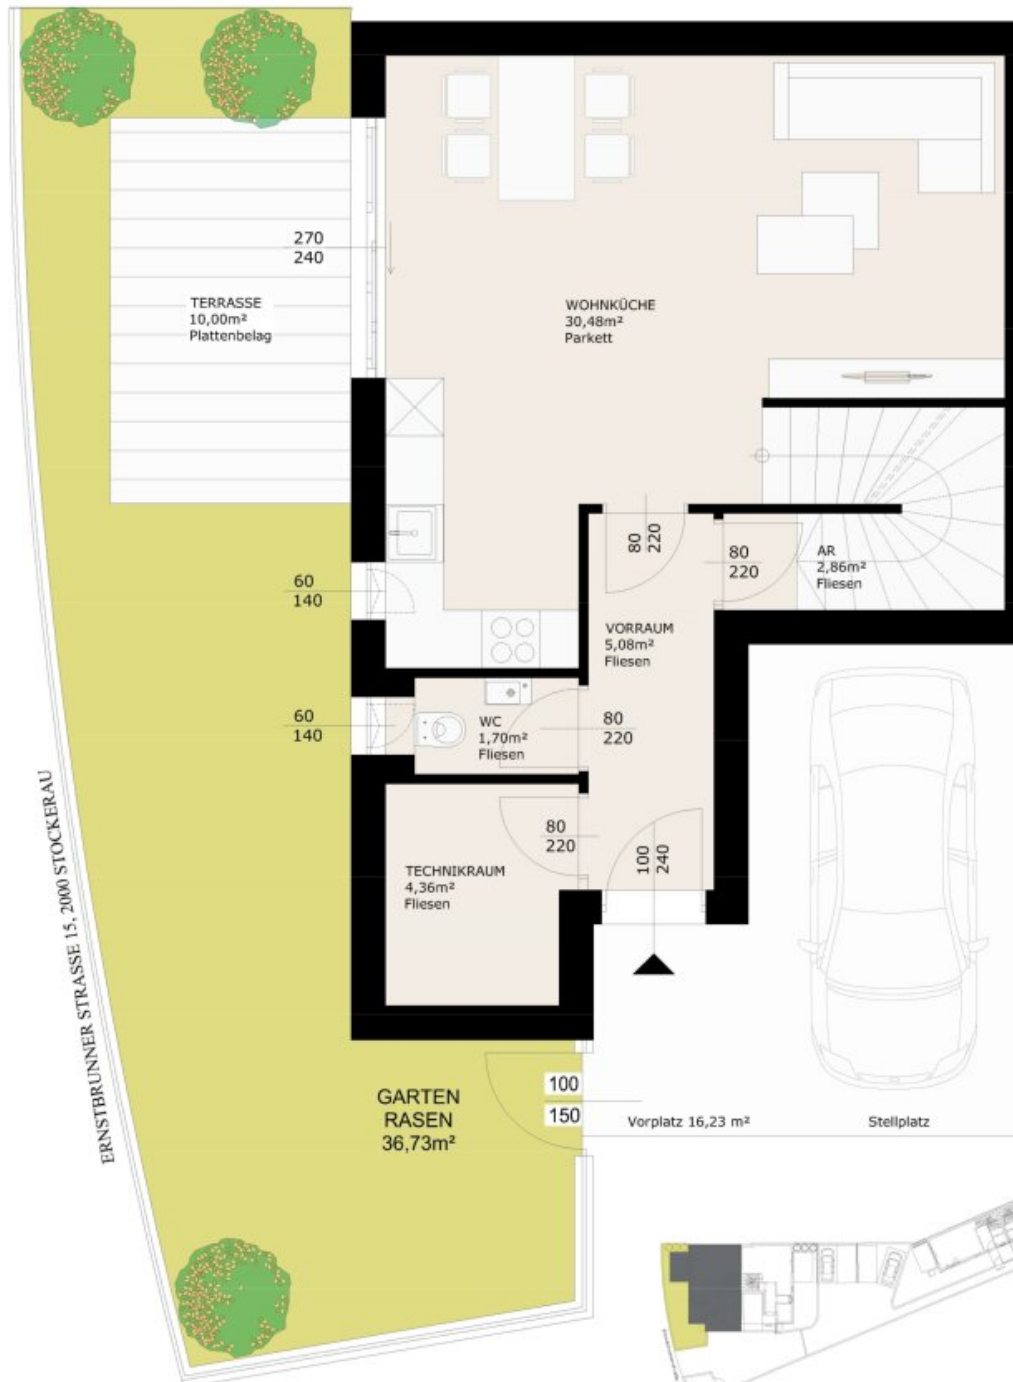 270
240
TERRASSE
10,00m²
Plattenbelag
WOHNKÜCHE
30,48m²
Parkett
80
220
80
220
AR
2,86m²
Fliesen
60
140
VORRAUM
5,08m²
Fliesen
60
140
WC
1,70m²
Fliesen
80
220
80
220
TECHNIKRAUM
4,36m²
Fliesen
100
240
ERNSTBRUNNER STRASSE 15, 2000 STOCKERAU
GARTEN
RASEN
36,73m²
100
150
Vorplatz 16,23 m²
Stellplatz